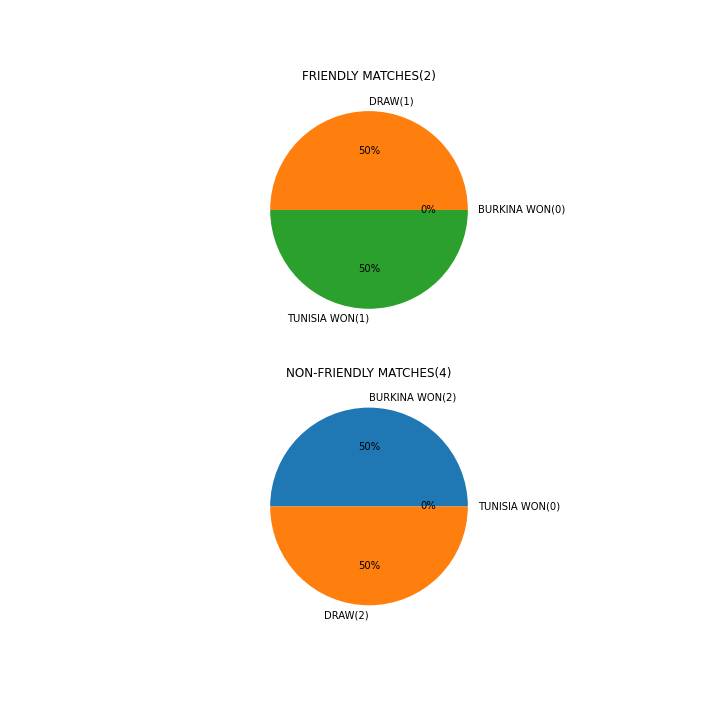 FRIENDLY MATCHES(2)
DRAW(1)
50%
0%
BURKINA WON(0)
50%
TUNISIA WON(1)
NON-FRIENDLY MATCHES(4)
BURKINA WON(2)
50%
0%
TUNISIA WON(0)
50%
DRAW(2)